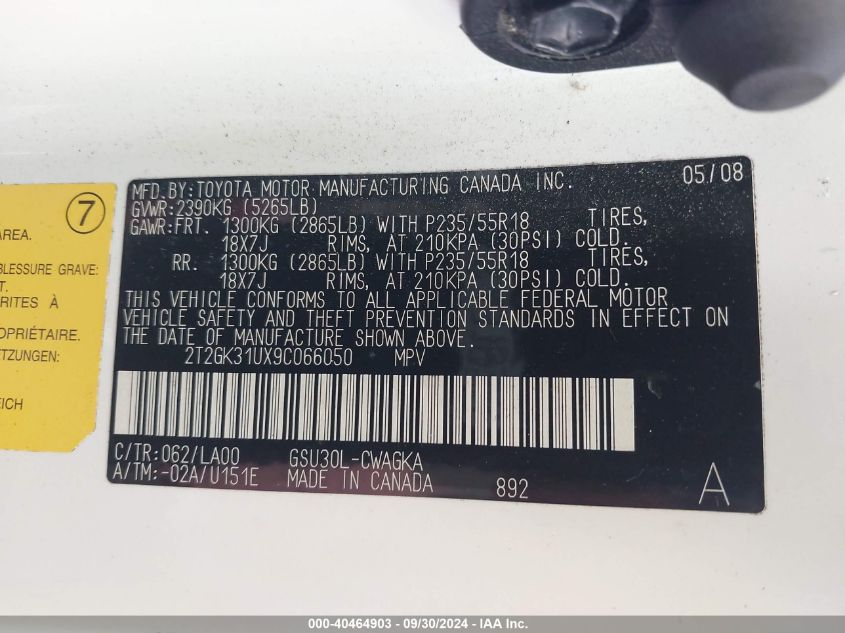 7
AREA.
BLESSURE GRAVE:
RITES À
OPRIÉTAIRE.
TZUNGEN:
EICH
MFD.BY:TOYOTA MOTOR MANUFACTURING CANADA INC. 05/08
GVWR:2390KG (5265LB)
GAWR:FRT. 1300KG (2865LB) WITH P235/55R18 TIRES,
18X7J RIMS, AT 210KPA (30PSI) COLD.
RR. 1300KG (2865LB) WITH P235/55R18 TIRES,
18X7J RIMS, AT 210KPA (30PSI) COLD.
THIS VEHICLE CONFORMS TO ALL APPLICABLE FEDERAL MOTOR
VEHICLE SAFETY AND THEFT PREVENTION STANDARDS IN EFFECT ON
THE DATE OF MANUFACTURE SHOWN ABOVE.
2T2GK31UX9C066050 MPV
C/TR:062/LA00 GSU30L-CWAGKA
A/TM:-02A/U151E MADE IN CANADA 892 A
000-40464903 - 09/30/2024 - IAA Inc.